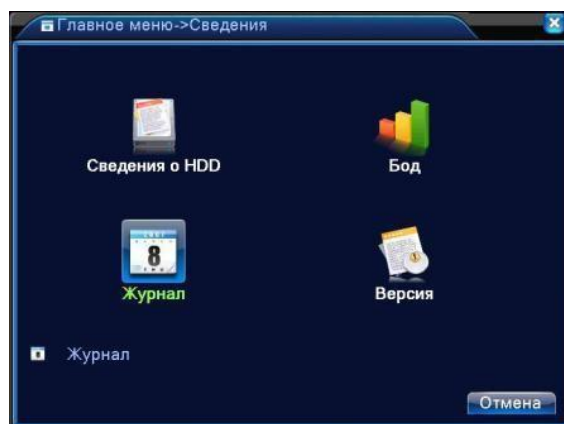 Главное меню->Сведения
Сведения о HDD
Бод
8
Журнал
Версия
Журнал
Отмена